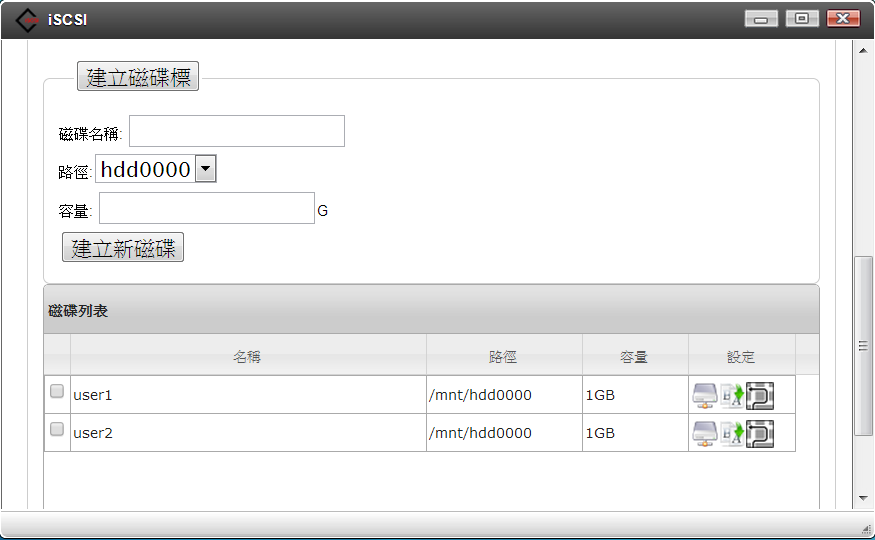 iSCSI
建立磁碟標
磁碟名稱:
路徑: hdd0000
容量: G
建立新磁碟
磁碟列表
名稱 路徑 容量 設定
user1 /mnt/hdd0000 1GB
user2 /mnt/hdd0000 1GB